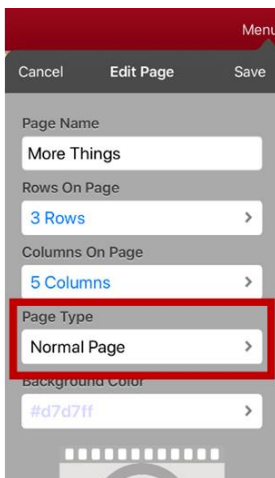 Menu
Cancel Edit Page Save
Page Name
More Things
Rows On Page
3 Rows
Columns On Page
5 Columns
Page Type
Normal Page
Background Color
#d7d7ff